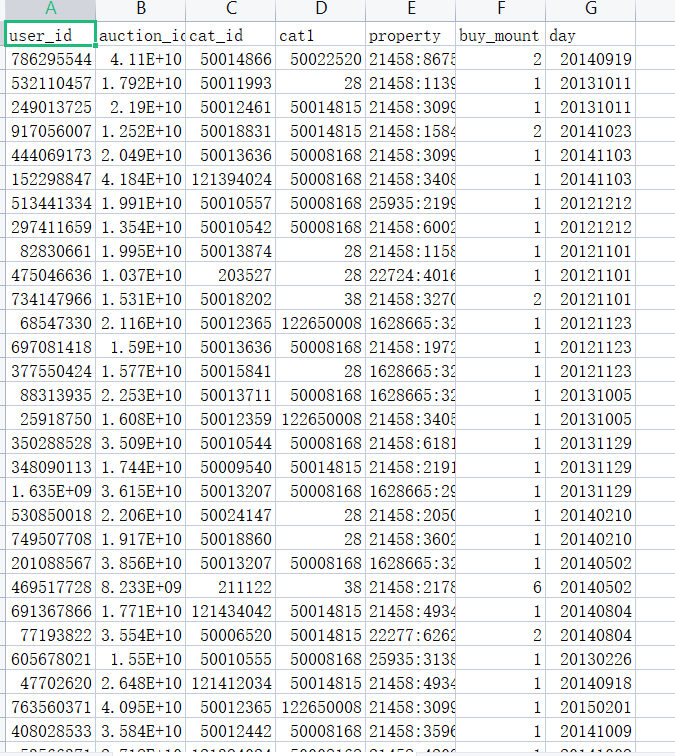 A B C D E F G
user_id auction_id cat_id cat1 property buy_mount day
786295544 4.11E+10 50014866 50022520 21458:8675 2 20140919
532110457 1.792E+10 50011993 28 21458:1139 1 20131011
249013725 2.19E+10 50012461 50014815 21458:3099 1 20131011
917056007 1.252E+10 50018831 50014815 21458:1584 2 20141023
444069173 2.049E+10 50013636 50008168 21458:3099 1 20141103
152298847 4.184E+10 121394024 50008168 21458:3408 1 20141103
513441334 1.991E+10 50010557 50008168 25935:2199 1 20121212
297411659 1.354E+10 50010542 50008168 21458:6002 1 20121212
82830661 1.995E+10 50013874 28 21458:1158 1 20121101
475046636 1.037E+10 203527 28 22724:4016 1 20121101
734147966 1.531E+10 50018202 38 21458:3270 2 20121101
68547330 2.116E+10 50012365 122650008 1628665:32 1 20121123
697081418 1.59E+10 50013636 50008168 21458:1972 1 20121123
377550424 1.577E+10 50015841 28 1628665:32 1 20121123
88313935 2.253E+10 50013711 50008168 1628665:32 1 20131005
25918750 1.608E+10 50012359 122650008 21458:3405 1 20131005
350288528 3.509E+10 50010544 50008168 21458:6181 1 20131129
348090113 1.744E+10 50009540 50014815 21458:2191 1 20131129
1.635E+09 3.615E+10 50013207 50008168 1628665:29 1 20131129
530850018 2.206E+10 50024147 28 21458:2050 1 20140210
749507708 1.917E+10 50018860 28 21458:3602 1 20140210
201088567 3.856E+10 50013207 50008168 1628665:32 1 20140502
469517728 8.233E+09 211122 38 21458:2178 6 20140502
691367866 1.771E+10 121434042 50014815 21458:4934 1 20140804
77193822 3.554E+10 50006520 50014815 22277:6262 2 20140804
605678021 1.55E+10 50010555 50008168 25935:3138 1 20130226
47702620 2.648E+10 121412034 50014815 21458:4934 1 20140918
763560371 4.095E+10 50012365 122650008 21458:3099 1 20150201
408028533 3.584E+10 50012442 50008168 21458:3596 1 20141009